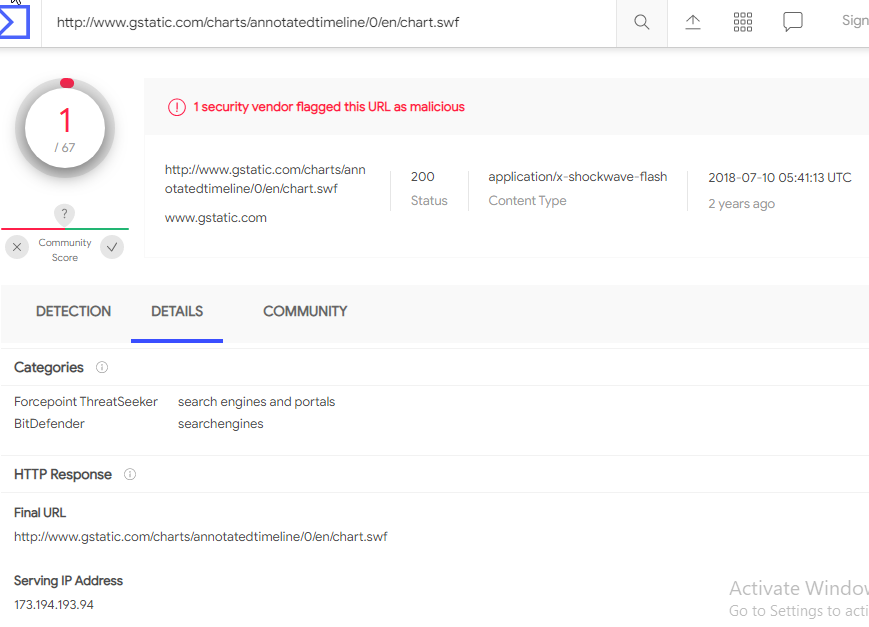 http://www.gstatic.com/charts/annotatedtimeline/0/en/chart.swf
Sign
1
/ 67
1 security vendor flagged this URL as malicious
http://www.gstatic.com/charts/ann
otatedtimeline/0/en/chart.swf
www.gstatic.com
200
Status
application/x-shockwave-flash
Content Type
2018-07-10 05:41:13 UTC
2 years ago
?
Community
Score
DETECTION
DETAILS
COMMUNITY
Categories
Forcepoint ThreatSeeker search engines and portals
BitDefender searchengines
HTTP Response
Final URL
http://www.gstatic.com/charts/annotatedtimeline/0/en/chart.swf
Serving IP Address
173.194.193.94
Activate Window
Go to Settings to acti